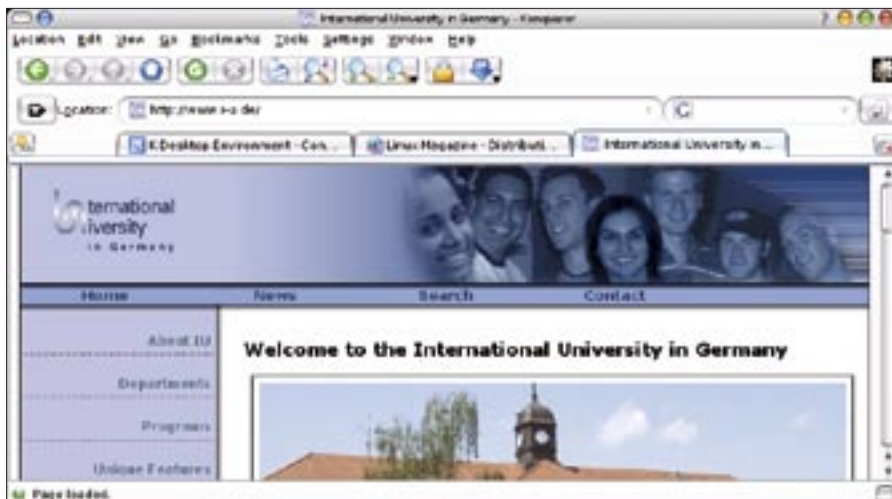 International University in Germany - Konqueror
Location Edit View Go Bookmarks Tools Settings Window Help
Location:
K Desktop Environment - Con...
Linux Magazine - Distributi...
International University in...
ternational
iversity
in Germany
Home News Search Contact
About IU
Departments
Programs
Unique Features
Welcome to the International University in Germany
Page loaded.